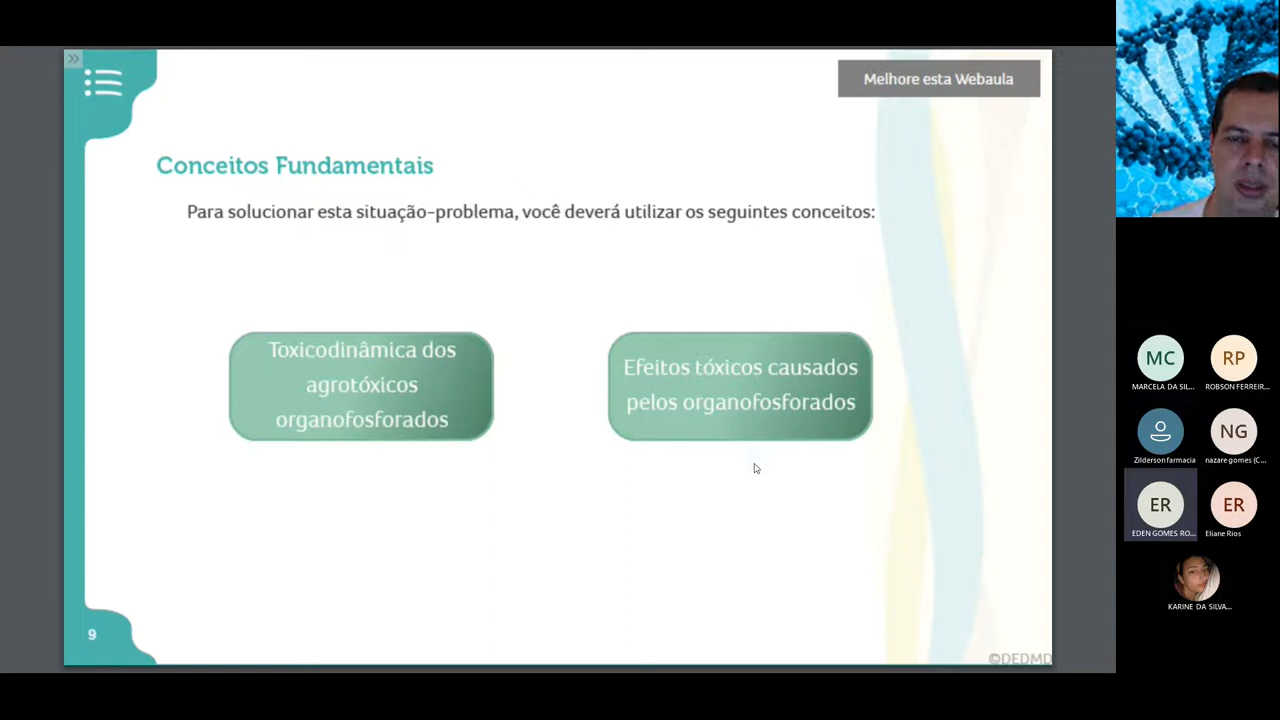 Melhore esta Webaula
Conceitos Fundamentais
Para solucionar esta situação-problema, você deverá utilizar os seguintes conceitos:
Toxicodinâmica dos
agrotóxicos
organofosforados
Efeitos tóxicos causados
pelos organofosforados
9
©DEDMD
MC
MARCELA DA SIL...
RP
ROBSON FERREIR...
Zilderson farmacia
NG
nazare gomes (C...
ER
EDEN GOMES RO...
ER
Eliane Rios
KARINE DA SILVA...